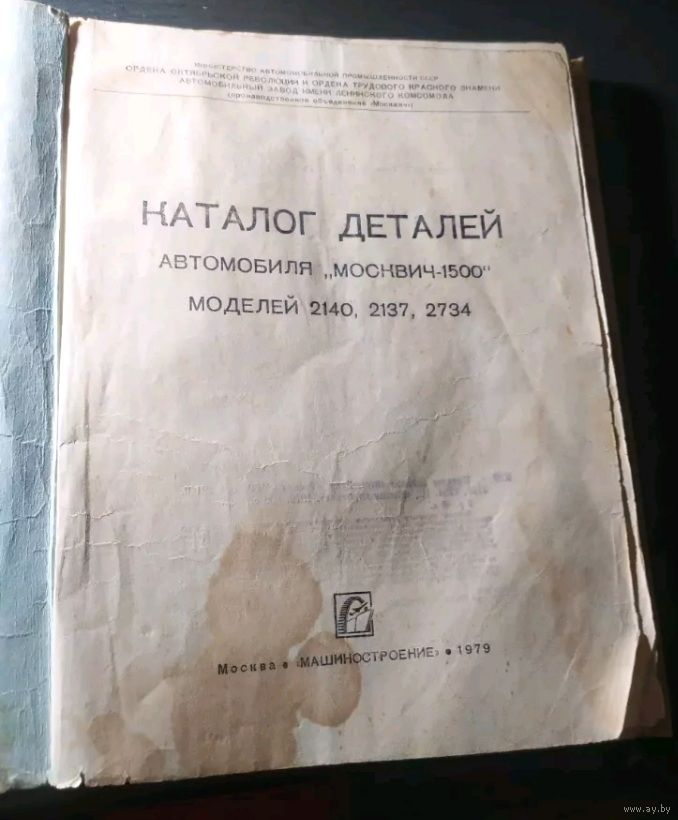 МИНИСТЕРСТВО АВТОМОБИЛЬНОЙ ПРОМЫШЛЕННОСТИ СССР
ОРДЕНА ОКТЯБРЬСКОЙ РЕВОЛЮЦИИ И ОРДЕНА ТРУДОВОГО КРАСНОГО ЗНАМЕНИ
АВТОМОБИЛЬНЫЙ ЗАВОД ИМЕНИ ЛЕНИНСКОГО КОМСОМОЛА
(производственное объединение «Москвич»)
КАТАЛОГ ДЕТАЛЕЙ
АВТОМОБИЛЯ „МОСКВИЧ-1500"
МОДЕЛЕЙ 2140, 2137, 2734
Москва • «МАШИНОСТРОЕНИЕ» • 1979
www.ay.by